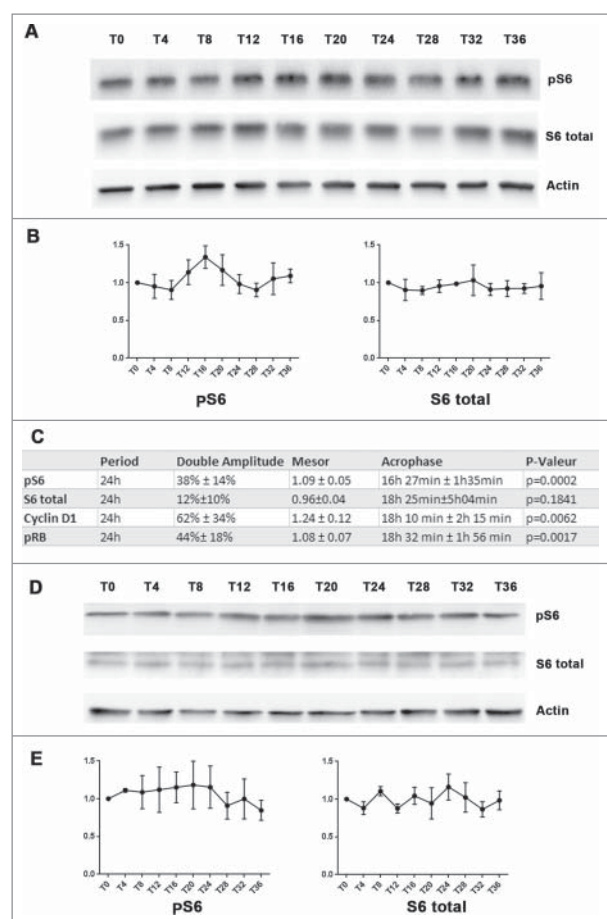 A
T0 T4 T8 T12 T16 T20 T24 T28 T32 T36
pS6
S6 total
Actin
B
1.5
1.0
0.5
0.0
T0 T4 T8 T12 T16 T20 T24 T28 T32 T36
pS6
1.5
1.0
0.5
0.0
T0 T4 T8 T12 T16 T20 T24 T28 T32 T36
S6 total
C
Period Double Amplitude Mesor Acrophase P-Valeur
pS6 24h 38% ± 14% 1.09 ± 0.05 16h 27min ± 1h35min p=0.0002
S6 total 24h 12%±10% 0.96±0.04 18h 25min±5h04min p=0.1841
Cyclin D1 24h 62% ± 34% 1.24 ± 0.12 18h 10 min ± 2h 15 min p=0.0062
pRB 24h 44%± 18% 1.08 ± 0.07 18h 32 min ± 1h 56 min p=0.0017
D
T0 T4 T8 T12 T16 T20 T24 T28 T32 T36
pS6
S6 total
Actin
E
1.5
1.0
0.5
0.0
T0 T4 T8 T12 T16 T20 T24 T28 T32 T36
pS6
1.5
1.0
0.5
0.0
T0 T4 T8 T12 T16 T20 T24 T28 T32 T36
S6 total